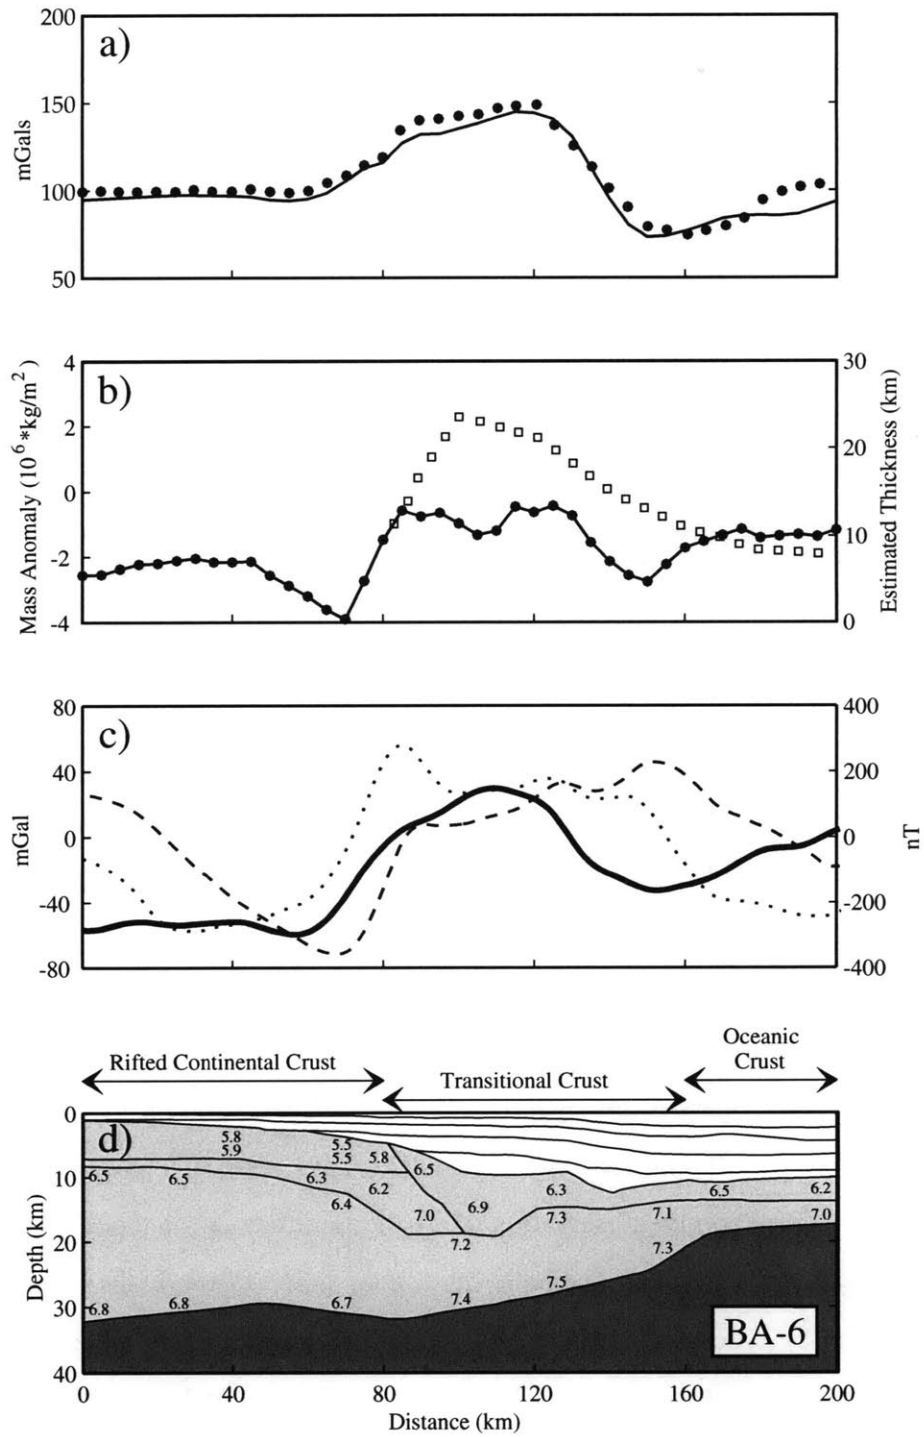 a)
mGals
200
150
100
50
b)
Mass Anomaly (10^6*kg/m^2)
4
2
0
-2
-4
30
20
10
0
Estimated Thickness (km)
c)
mGal
80
40
0
-40
-80
400
200
0
-200
-400
nT
Oceanic
Crust
Rifted Continental Crust
Transitional Crust
d)
Depth (km)
0
10
20
30
40
5.8 5.5
5.9 5.5 5.8 6.5
6.5 6.5 6.3 6.2 6.3 6.5 6.2
6.4 7.0 6.9 7.3 7.1 7.0
7.2 7.3
6.8 6.8 6.7 7.4 7.5
BA-6
0 40 80 120 160 200
Distance (km)